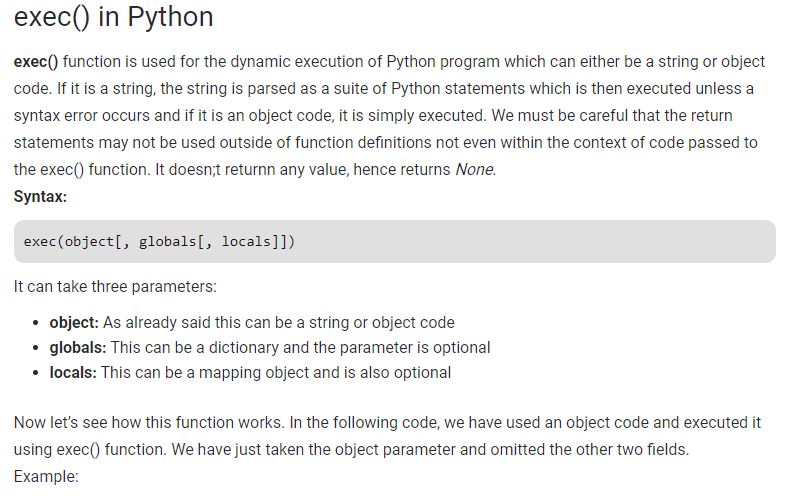 exec() in Python
exec() function is used for the dynamic execution of Python program which can either be a string or object
code. If it is a string, the string is parsed as a suite of Python statements which is then executed unless a
syntax error occurs and if it is an object code, it is simply executed. We must be careful that the return
statements may not be used outside of function definitions not even within the context of code passed to
the exec() function. It doesn;t returnn any value, hence returns None.
Syntax:
exec(object[, globals[, locals]])
It can take three parameters:
• object: As already said this can be a string or object code
• globals: This can be a dictionary and the parameter is optional
• locals: This can be a mapping object and is also optional
Now let's see how this function works. In the following code, we have used an object code and executed it
using exec() function. We have just taken the object parameter and omitted the other two fields.
Example: